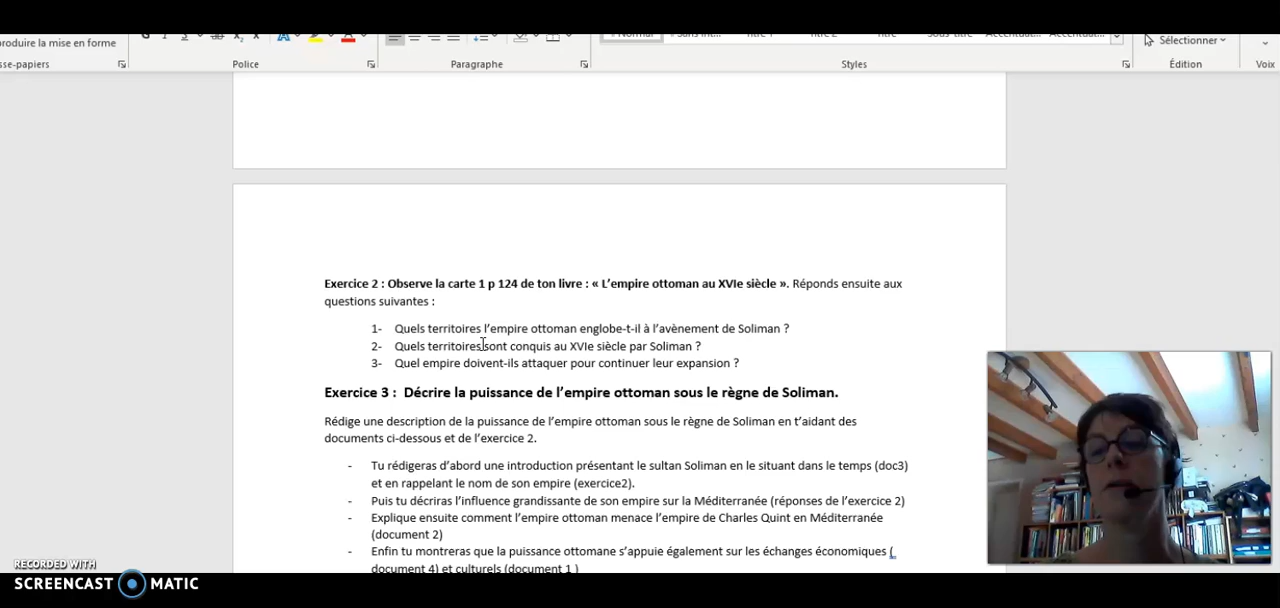 produire la mise en forme
Sélectionner
sse-papiers
Police
Paragraphe
Styles
Édition
Voix
Exercice 2 : Observe la carte 1 p 124 de ton livre : « L’empire ottoman au XVIe siècle ». Réponds ensuite aux
questions suivantes :
1- Quels territoires l’empire ottoman englobe-t-il à l’avènement de Soliman ?
2- Quels territoires sont conquis au XVIe siècle par Soliman ?
3- Quel empire doivent-ils attaquer pour continuer leur expansion ?
Exercice 3 : Décrire la puissance de l’empire ottoman sous le règne de Soliman.
Rédige une description de la puissance de l’empire ottoman sous le règne de Soliman en t’aidant des
documents ci-dessous et de l’exercice 2.
- Tu rédigeras d’abord une introduction présentant le sultan Soliman en le situant dans le temps (doc3)
et en rappelant le nom de son empire (exercice2).
- Puis tu décriras l’influence grandissante de son empire sur la Méditerranée (réponses de l’exercice 2)
- Explique ensuite comment l’empire ottoman menace l’empire de Charles Quint en Méditerranée
(document 2)
- Enfin tu montreras que la puissance ottomane s’appuie également sur les échanges économiques (
document 4) et culturels (document 1 )
RECORDED WITH
SCREENCAST MATIC